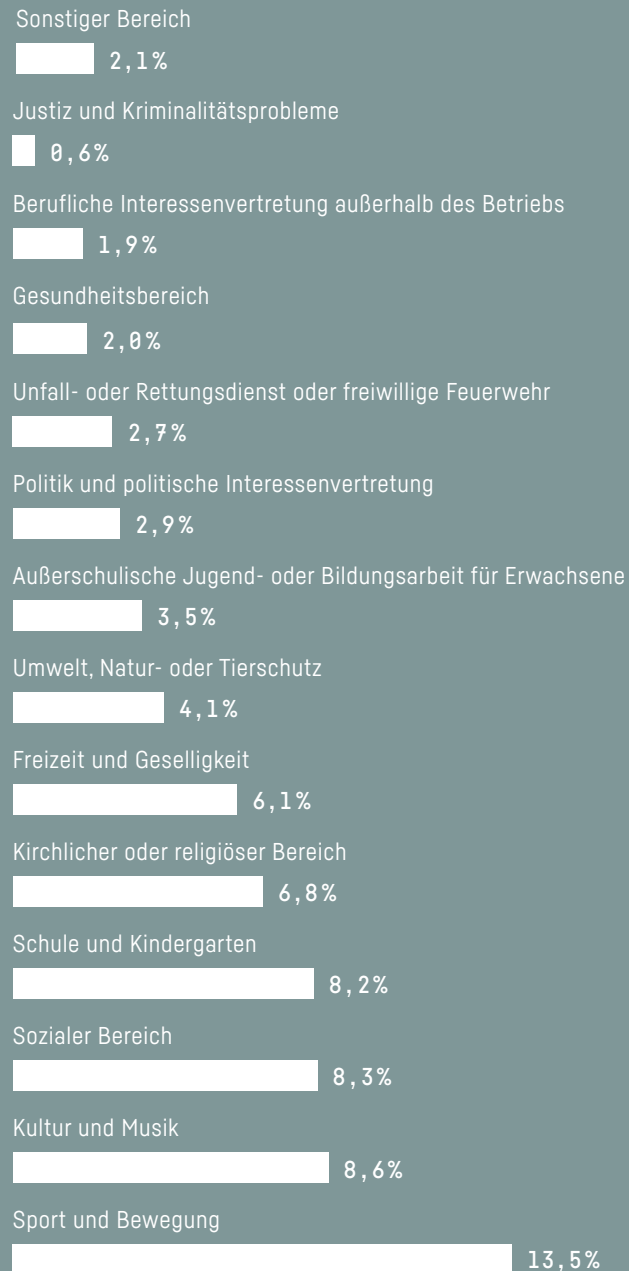 Sonstiger Bereich
2,1%
Justiz und Kriminalitätsprobleme
0,6%
Berufliche Interessenvertretung außerhalb des Betriebs
1,9%
Gesundheitsbereich
2,0%
Unfall- oder Rettungsdienst oder freiwillige Feuerwehr
2,7%
Politik und politische Interessenvertretung
2,9%
Außerschulische Jugend- oder Bildungsarbeit für Erwachsene
3,5%
Umwelt, Natur- oder Tierschutz
4,1%
Freizeit und Geselligkeit
6,1%
Kirchlicher oder religiöser Bereich
6,8%
Schule und Kindergarten
8,2%
Sozialer Bereich
8,3%
Kultur und Musik
8,6%
Sport und Bewegung
13,5%